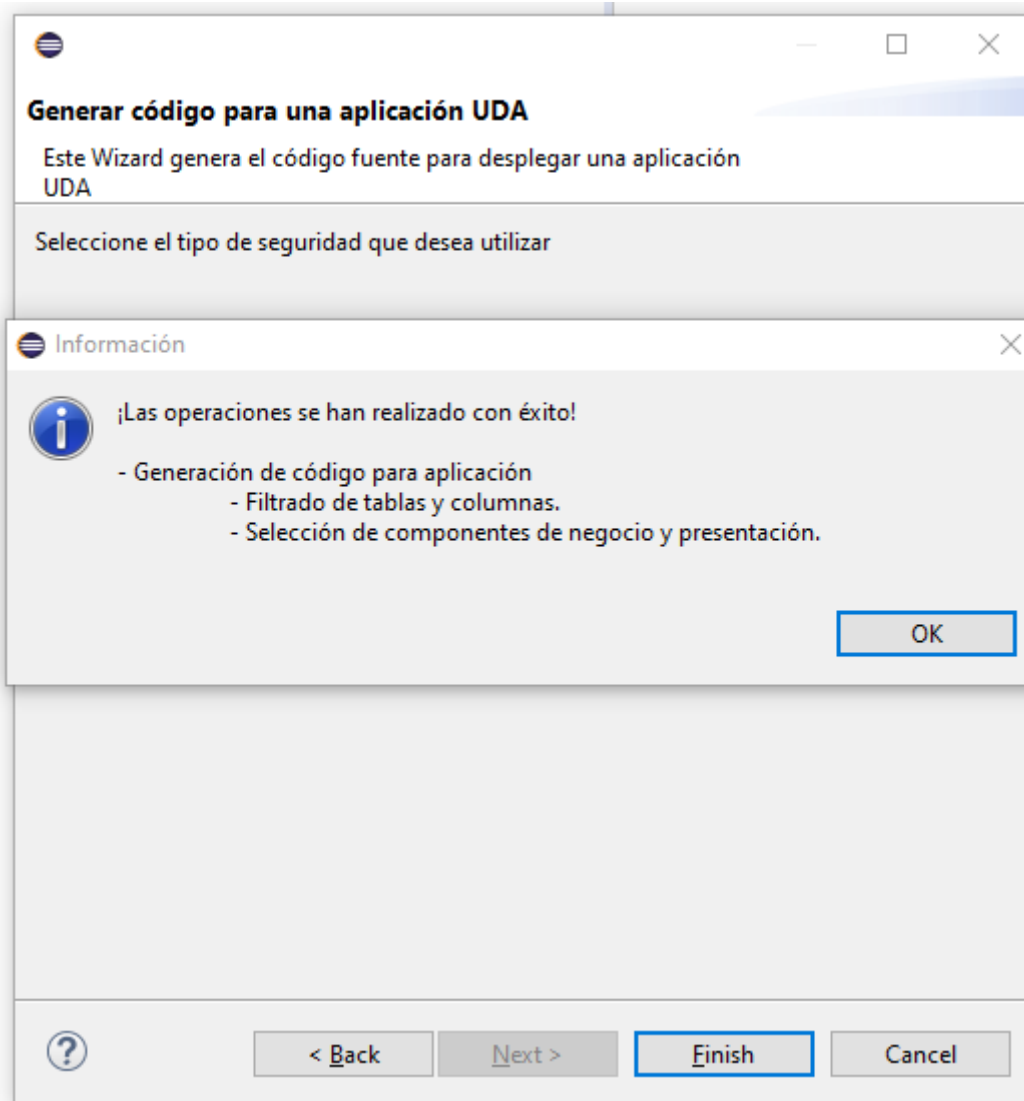 Generar código para una aplicación UDA
Este Wizard genera el código fuente para desplegar una aplicación
UDA
Seleccione el tipo de seguridad que desea utilizar
Información
¡Las operaciones se han realizado con éxito!
- Generación de código para aplicación
- Filtrado de tablas y columnas.
- Selección de componentes de negocio y presentación.
OK
?
< Back
Next >
Finish
Cancel